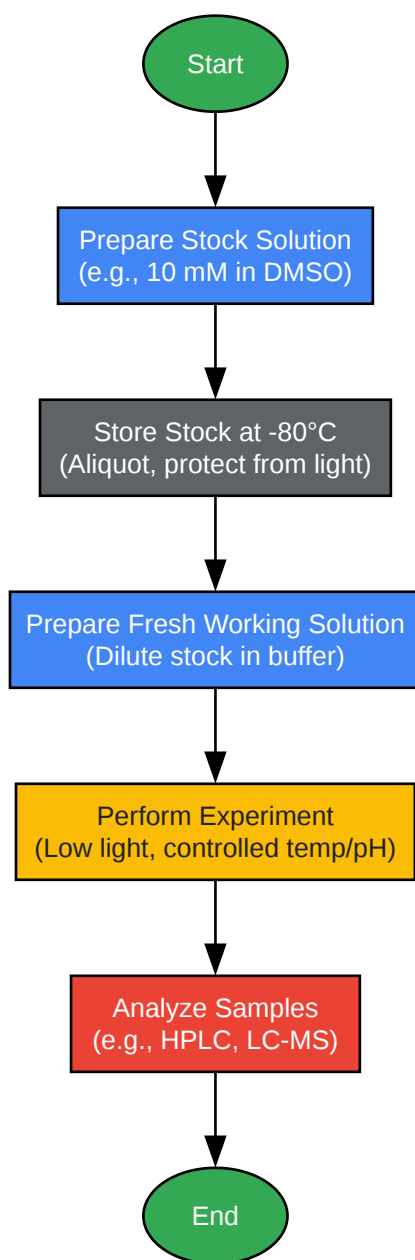 Start
Prepare Stock Solution
(e.g., 10 mM in DMSO)
Store Stock at -80°C
(Aliquot, protect from light)
Prepare Fresh Working Solution
(Dilute stock in buffer)
Perform Experiment
(Low light, controlled temp/pH)
Analyze Samples
(e.g., HPLC, LC-MS)
End